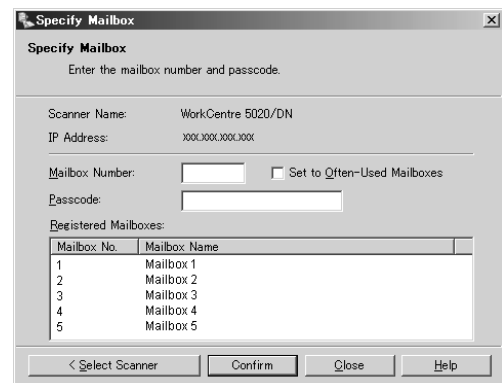 Specify Mailbox
Specify Mailbox
Enter the mailbox number and passcode.
Scanner Name: WorkCentre 5020/DN
IP Address: xxx.xxx.xxx.xxx
Mailbox Number: Set to Often-Used Mailboxes
Passcode:
Registered Mailboxes:
Mailbox No. Mailbox Name
1 Mailbox 1
2 Mailbox 2
3 Mailbox 3
4 Mailbox 4
5 Mailbox 5
< Select Scanner Confirm Close Help